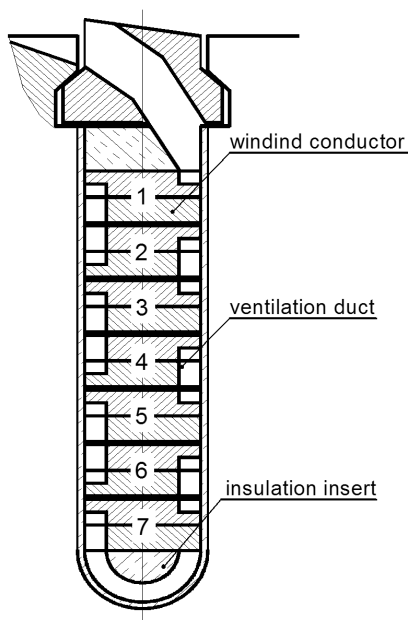 windind conductor
1
2
3
ventilation duct
4
5
6
insulation insert
7